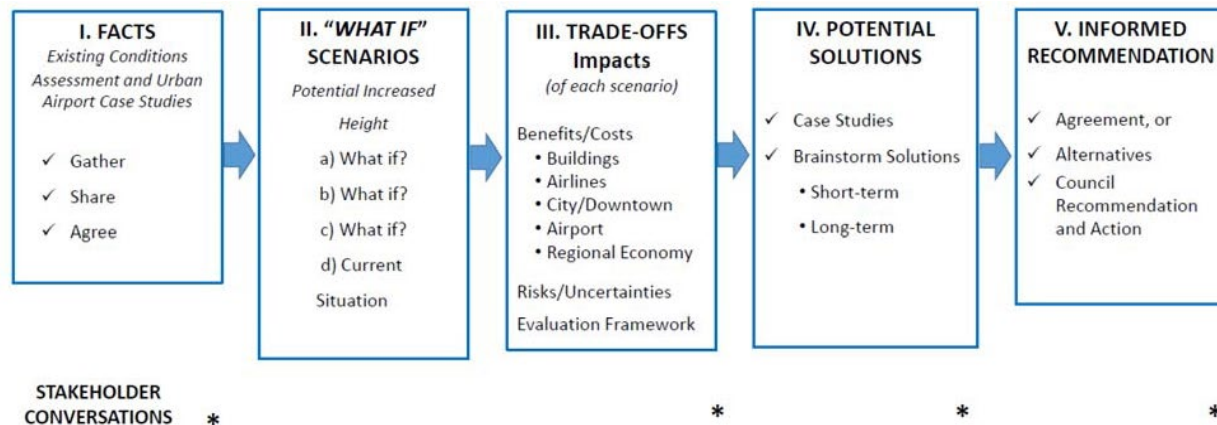 I. FACTS
Existing Conditions
Assessment and Urban
Airport Case Studies
✓ Gather
✓ Share
✓ Agree
II. “WHAT IF”
SCENARIOS
Potential Increased
Height
a) What if?
b) What if?
c) What if?
d) Current
Situation
III. TRADE-OFFS
Impacts
(of each scenario)
Benefits/Costs
• Buildings
• Airlines
• City/Downtown
• Airport
• Regional Economy
Risks/Uncertainties
Evaluation Framework
IV. POTENTIAL
SOLUTIONS
✓ Case Studies
✓ Brainstorm Solutions
• Short-term
• Long-term
V. INFORMED
RECOMMENDATION
✓ Agreement, or
✓ Alternatives
✓ Council
Recommendation
and Action
STAKEHOLDER
CONVERSATIONS * * * *